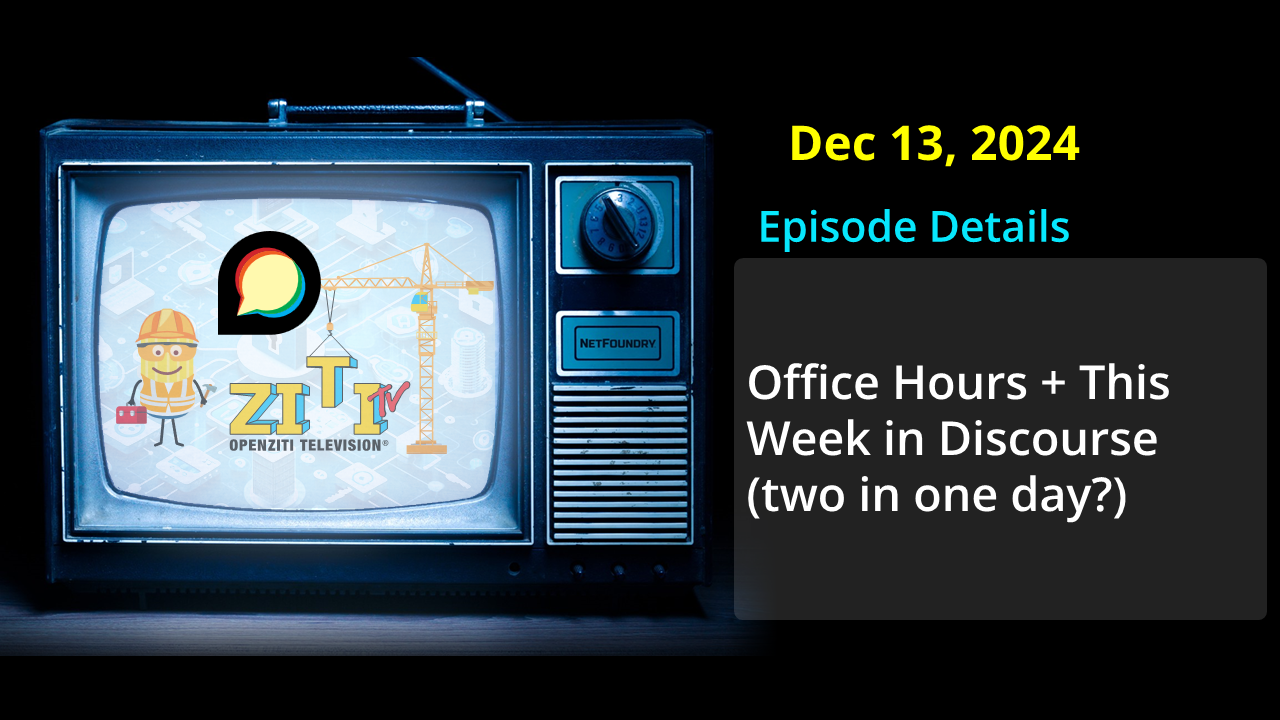 Dec 13, 2024
Episode Details
Office Hours + This
Week in Discourse
(two in one day?)
NETFOUNDRY
ZITI TV
OPENZITI TELEVISION®